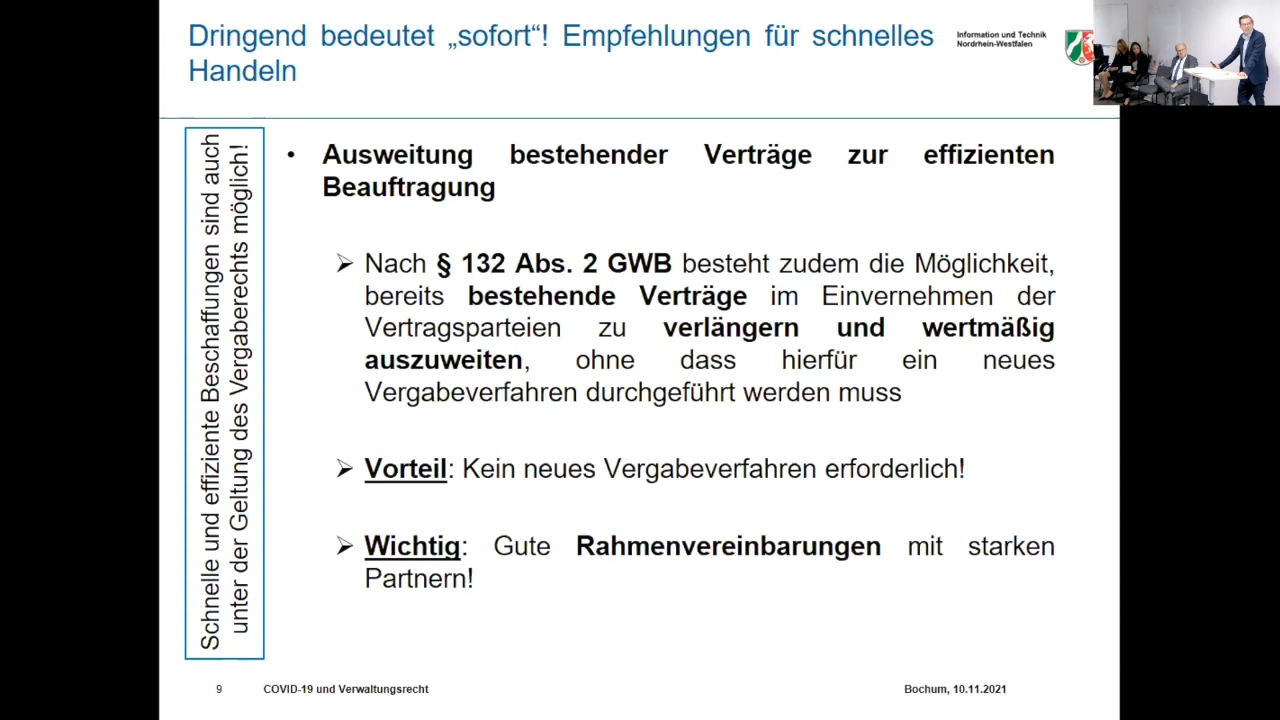 Dringend bedeutet „sofort“! Empfehlungen für schnelles
Handeln
Information und Technik
Nordrhein-Westfalen
Schnelle und effiziente Beschaffungen sind auch
unter der Geltung des Vergaberechts möglich!
• Ausweitung bestehender Verträge zur effizienten
Beauftragung
➢ Nach § 132 Abs. 2 GWB besteht zudem die Möglichkeit,
bereits bestehende Verträge im Einvernehmen der
Vertragsparteien zu verlängern und wertmäßig
auszuweiten, ohne dass hierfür ein neues
Vergabeverfahren durchgeführt werden muss
➢ Vorteil: Kein neues Vergabeverfahren erforderlich!
➢ Wichtig: Gute Rahmenvereinbarungen mit starken
Partnern!
9 COVID-19 und Verwaltungsrecht Bochum, 10.11.2021